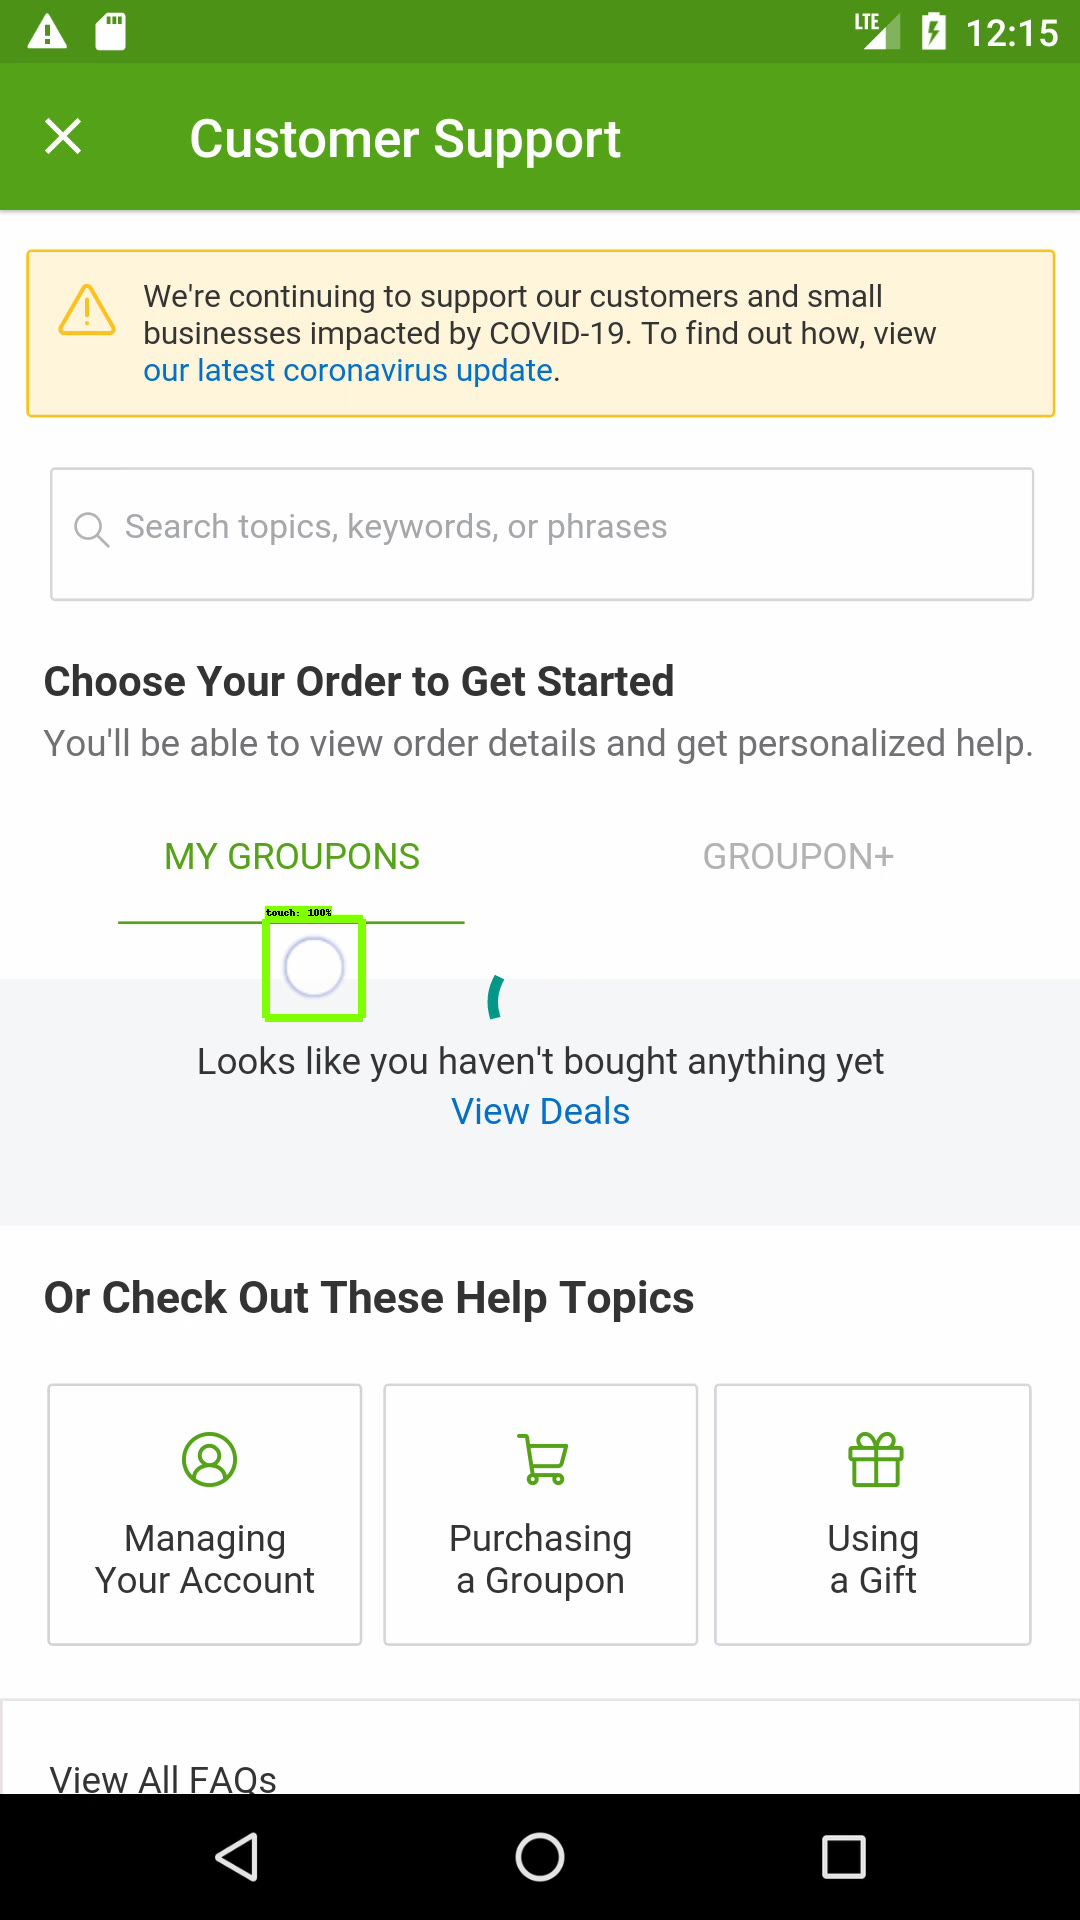 LTE 12:15
Customer Support
We're continuing to support our customers and small
businesses impacted by COVID-19. To find out how, view
our latest coronavirus update.
Search topics, keywords, or phrases
Choose Your Order to Get Started
You'll be able to view order details and get personalized help.
MY GROUPONS
GROUPON+
touch: 100%
Looks like you haven't bought anything yet
View Deals
Or Check Out These Help Topics
Managing
Your Account
Purchasing
a Groupon
Using
a Gift
View All FAQs